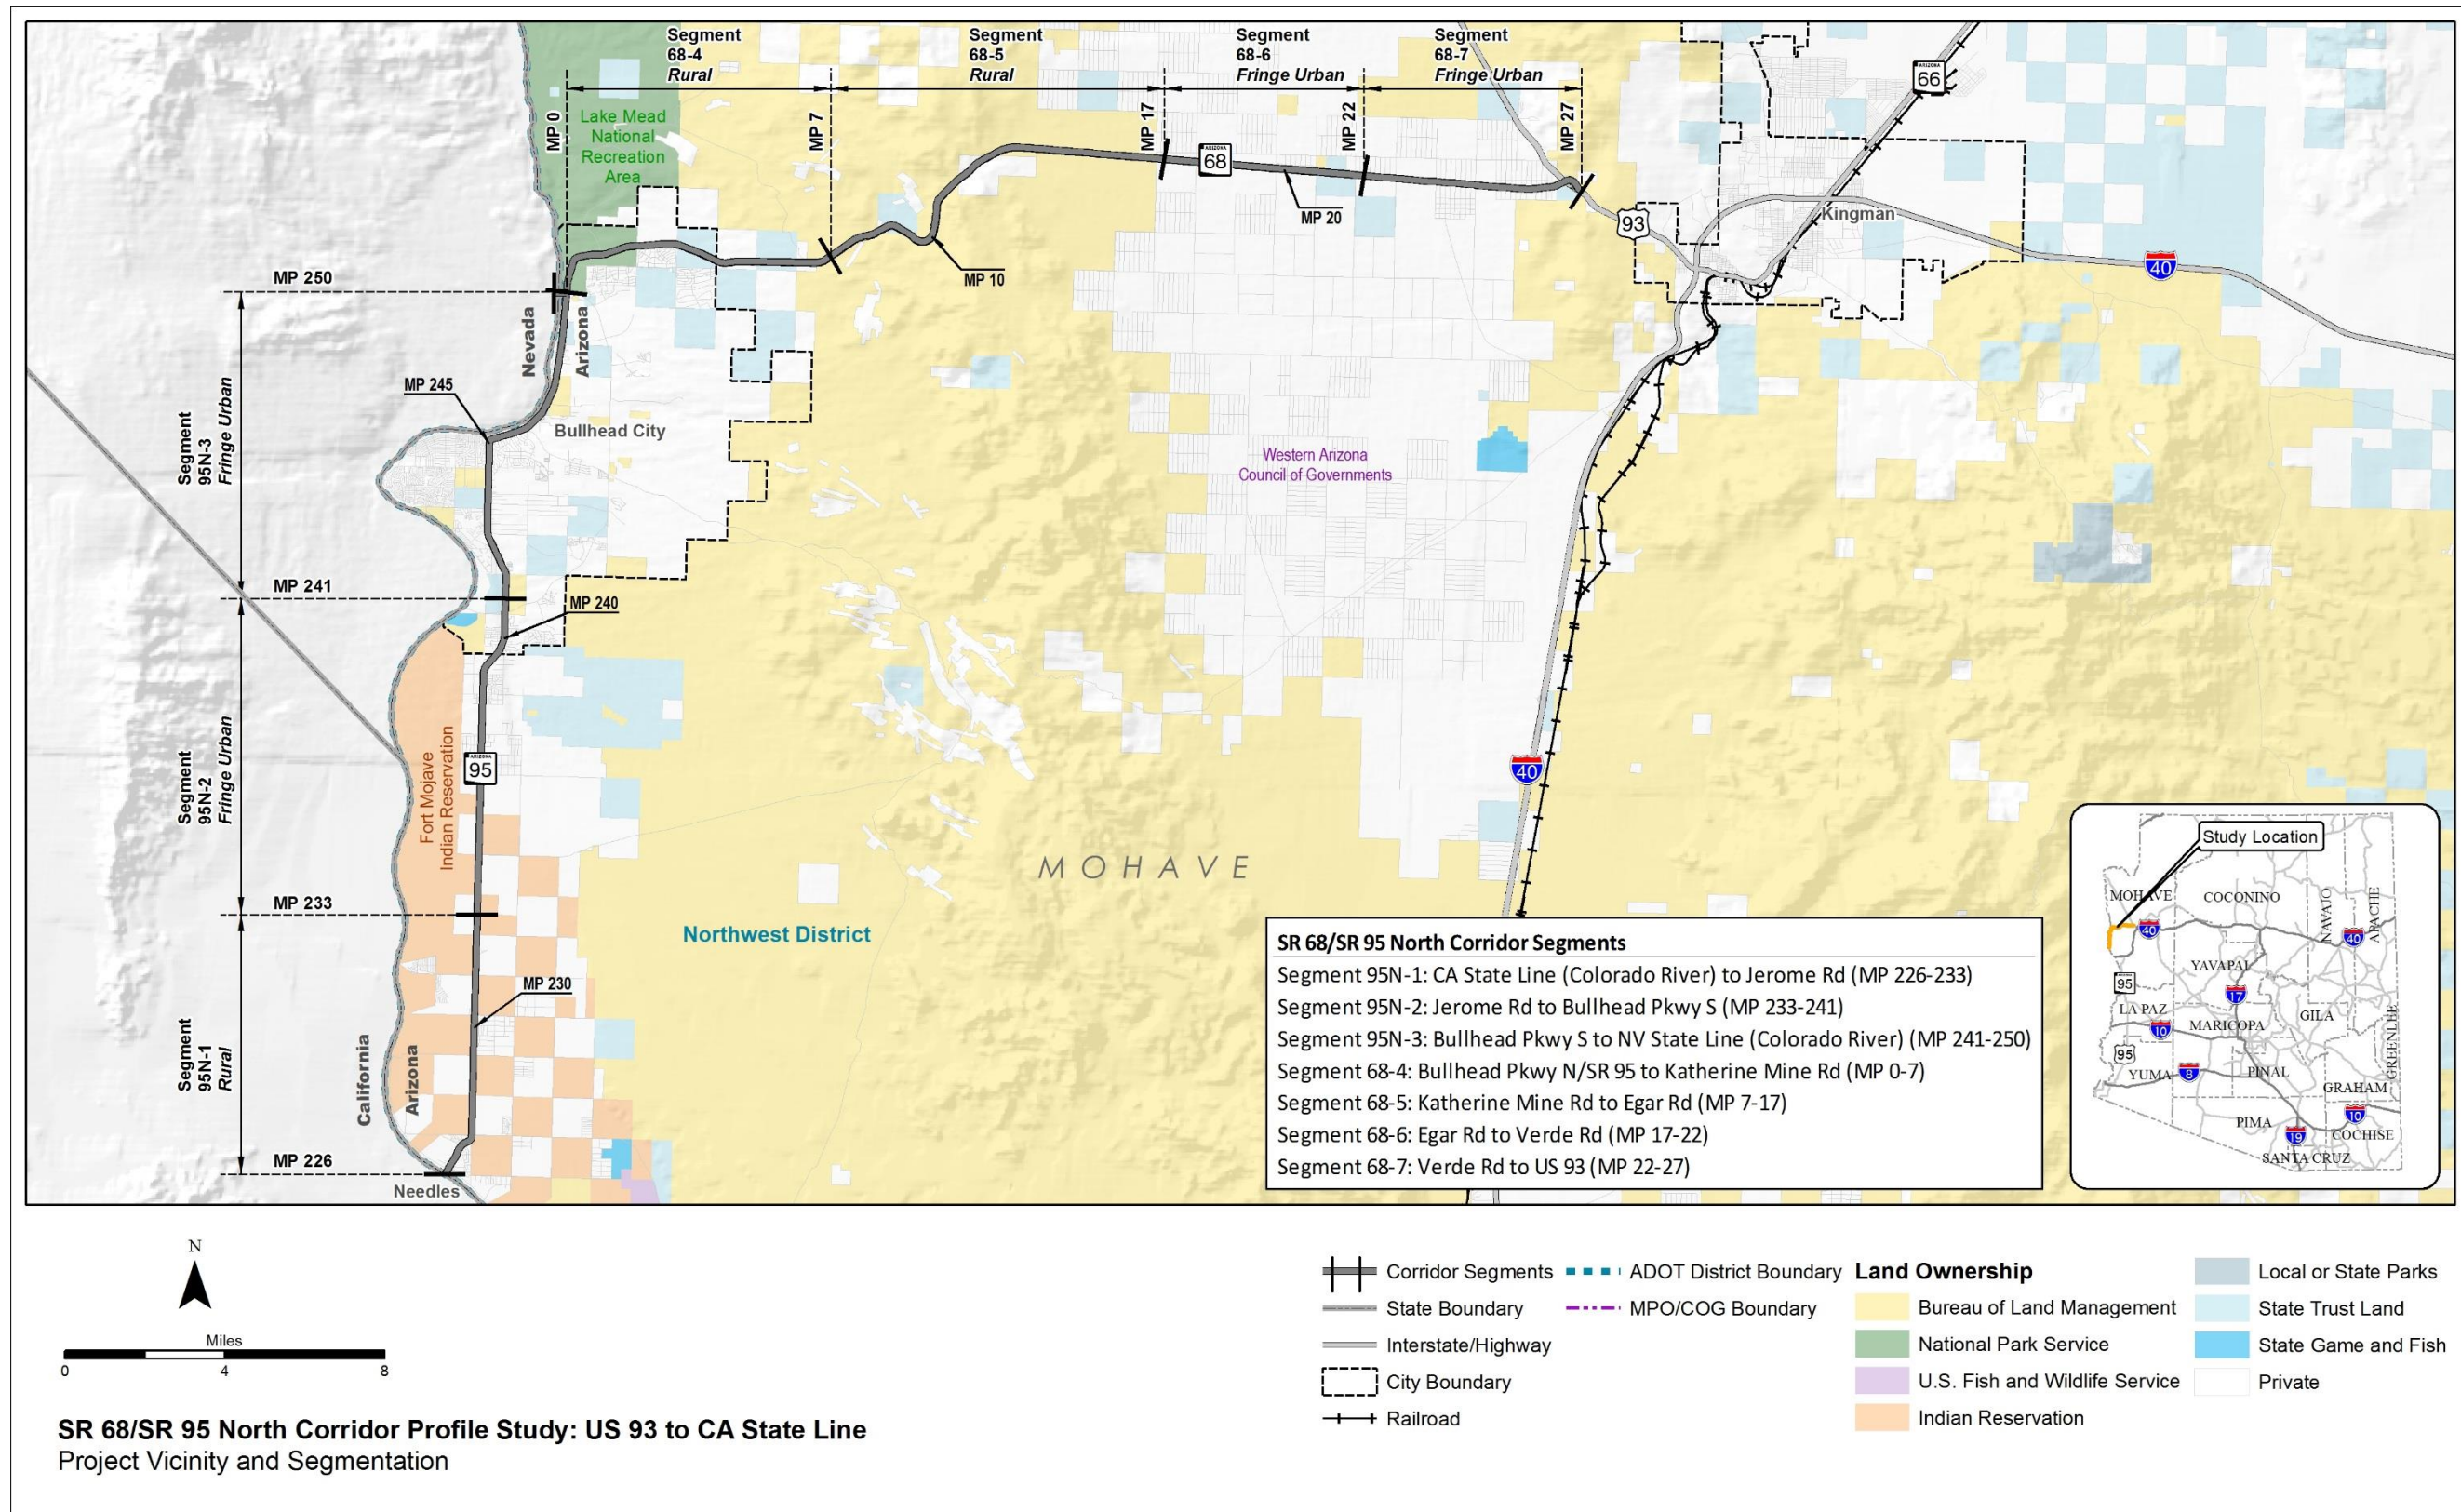 Segment
68-4
Rural
Segment
68-5
Rural
Segment
68-6
Fringe Urban
Segment
68-7
Fringe Urban
MP 0
MP 7
MP 17
MP 22
MP 27
ARIZONA
66
Lake Mead
National
Recreation
Area
ARIZONA
68
MP 20
93
Kingman
40
MP 10
MP 250
Nevada
Arizona
MP 245
Segment
95N-3
Fringe Urban
Bullhead City
Western Arizona
Council of Governments
MP 241
MP 240
Segment
95N-2
Fringe Urban
Fort Mojave
Indian Reservation
ARIZONA
95
40
MOHAVE
MP 233
Northwest District
MP 230
Segment
95N-1
Rural
California
Arizona
MP 226
Needles
SR 68/SR 95 North Corridor Segments
Segment 95N-1: CA State Line (Colorado River) to Jerome Rd (MP 226-233)
Segment 95N-2: Jerome Rd to Bullhead Pkwy S (MP 233-241)
Segment 95N-3: Bullhead Pkwy S to NV State Line (Colorado River) (MP 241-250)
Segment 68-4: Bullhead Pkwy N/SR 95 to Katherine Mine Rd (MP 0-7)
Segment 68-5: Katherine Mine Rd to Egar Rd (MP 7-17)
Segment 68-6: Egar Rd to Verde Rd (MP 17-22)
Segment 68-7: Verde Rd to US 93 (MP 22-27)
Study Location
MOHAVE
COCONINO
NAVAJO
APACHE
40
40
YAVAPAI
95
17
LA PAZ
10
MARICOPA
GILA
GREENLEE
95
YUMA
8
PINAL
GRAHAM
10
PIMA
19
COCHISE
SANTA CRUZ
N
Miles
0 4 8
SR 68/SR 95 North Corridor Profile Study: US 93 to CA State Line
Project Vicinity and Segmentation
Corridor Segments
State Boundary
Interstate/Highway
City Boundary
Railroad
ADOT District Boundary
MPO/COG Boundary
Land Ownership
Bureau of Land Management
National Park Service
U.S. Fish and Wildlife Service
Indian Reservation
Local or State Parks
State Trust Land
State Game and Fish
Private